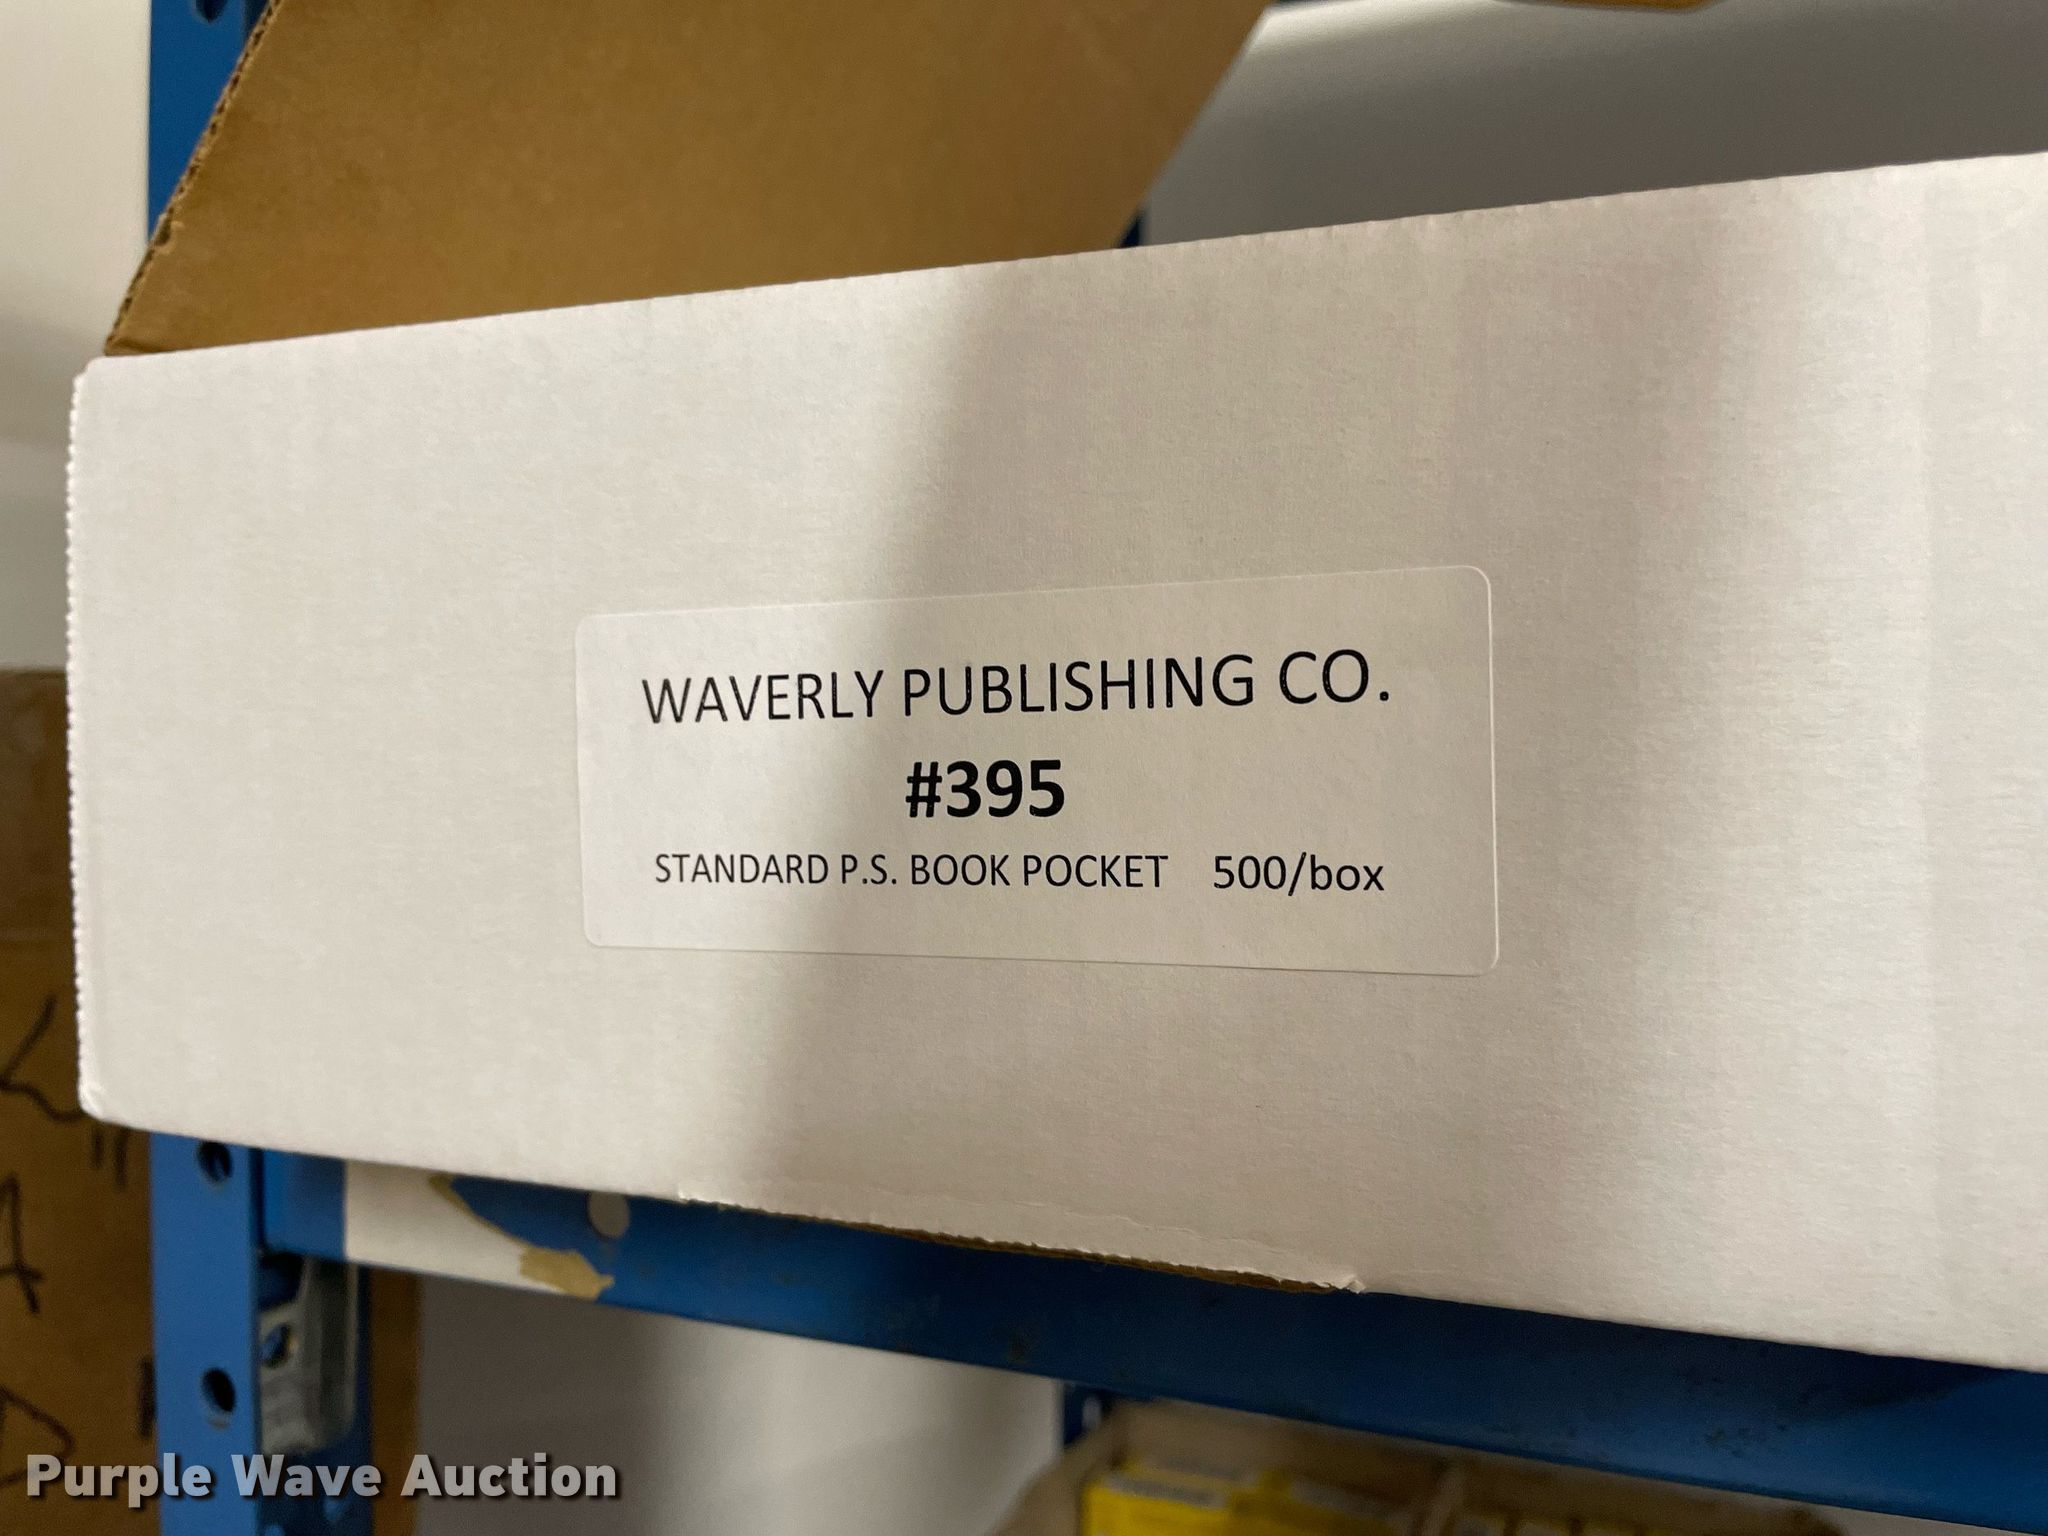 WAVERLY PUBLISHING CO.
#395
STANDARD P.S. BOOK POCKET 500/box
Purple Wave Auction